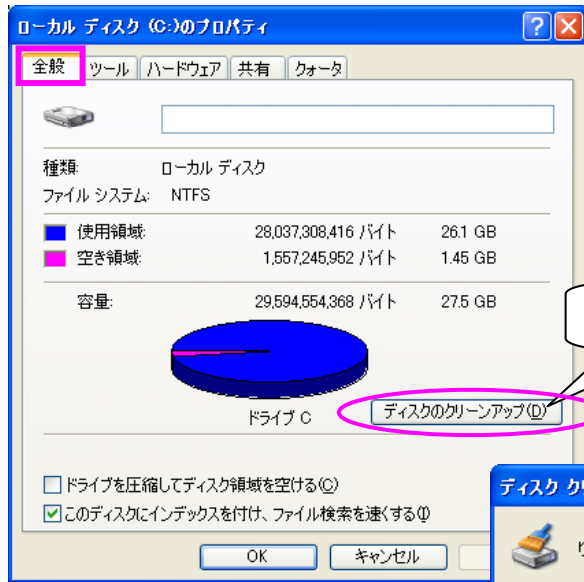 ローカル ディスク (C:)のプロパティ
全般 ツール ハードウェア 共有 クォータ
種類: ローカル ディスク
ファイル システム: NTFS
使用領域: 28,037,308,416 バイト 26.1 GB
空き領域: 1,557,245,952 バイト 1.45 GB
容量: 29,594,554,368 バイト 27.5 GB
ドライブ C
ディスクのクリーンアップ(D)
ドライブを圧縮してディスク領域を空ける(C)
このディスクにインデックスを付け、ファイル検索を速くする(I)
ディスク クリ
OK キャンセル